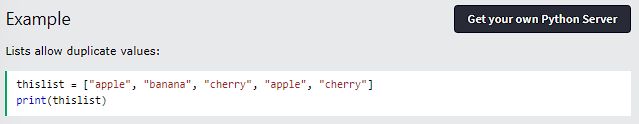 Example
Get your own Python Server
Lists allow duplicate values:
thislist = ["apple", "banana", "cherry", "apple", "cherry"]
print(thislist)